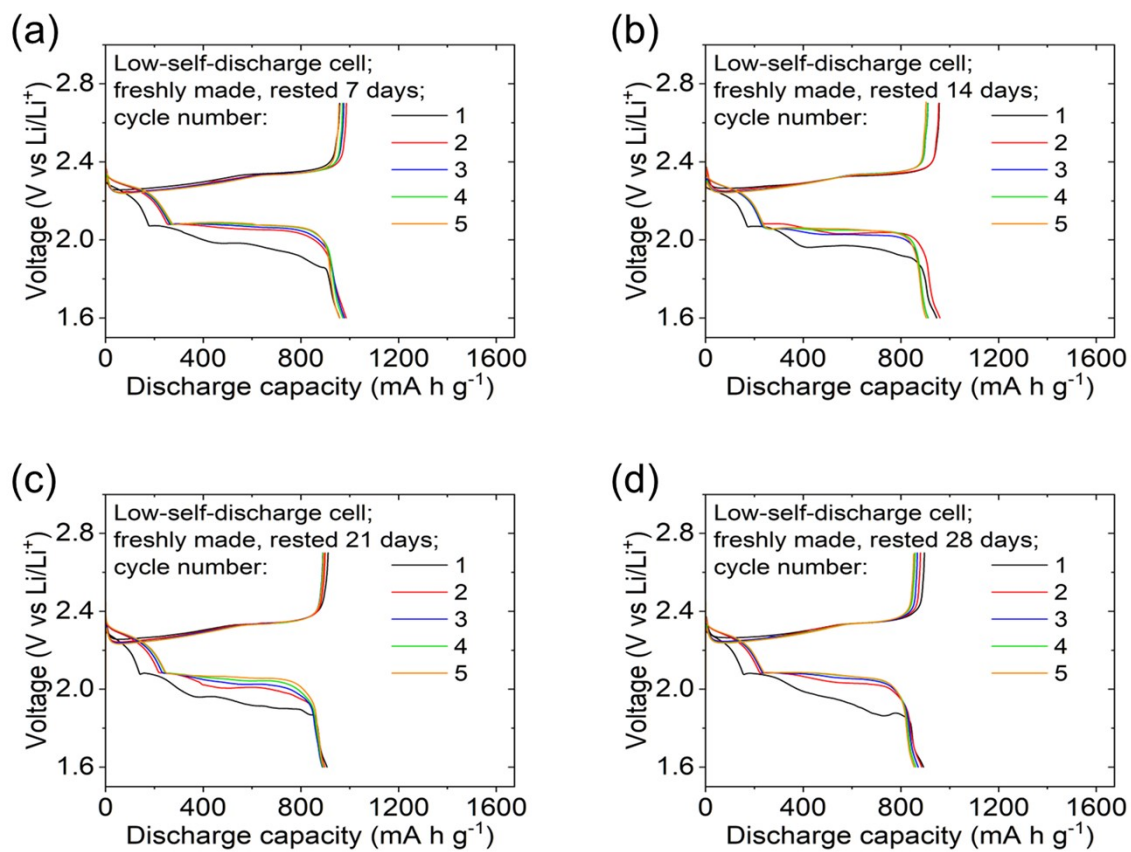 (a)
Low-self-discharge cell;
freshly made, rested 7 days;
cycle number:
1
2
3
4
5
2.8
2.4
2.0
1.6
Voltage (V vs Li/Li⁺)
0 400 800 1200 1600
Discharge capacity (mA h g⁻¹)
(b)
Low-self-discharge cell;
freshly made, rested 14 days;
cycle number:
1
2
3
4
5
2.8
2.4
2.0
1.6
Voltage (V vs Li/Li⁺)
0 400 800 1200 1600
Discharge capacity (mA h g⁻¹)
(c)
Low-self-discharge cell;
freshly made, rested 21 days;
cycle number:
1
2
3
4
5
2.8
2.4
2.0
1.6
Voltage (V vs Li/Li⁺)
0 400 800 1200 1600
Discharge capacity (mA h g⁻¹)
(d)
Low-self-discharge cell;
freshly made, rested 28 days;
cycle number:
1
2
3
4
5
2.8
2.4
2.0
1.6
Voltage (V vs Li/Li⁺)
0 400 800 1200 1600
Discharge capacity (mA h g⁻¹)